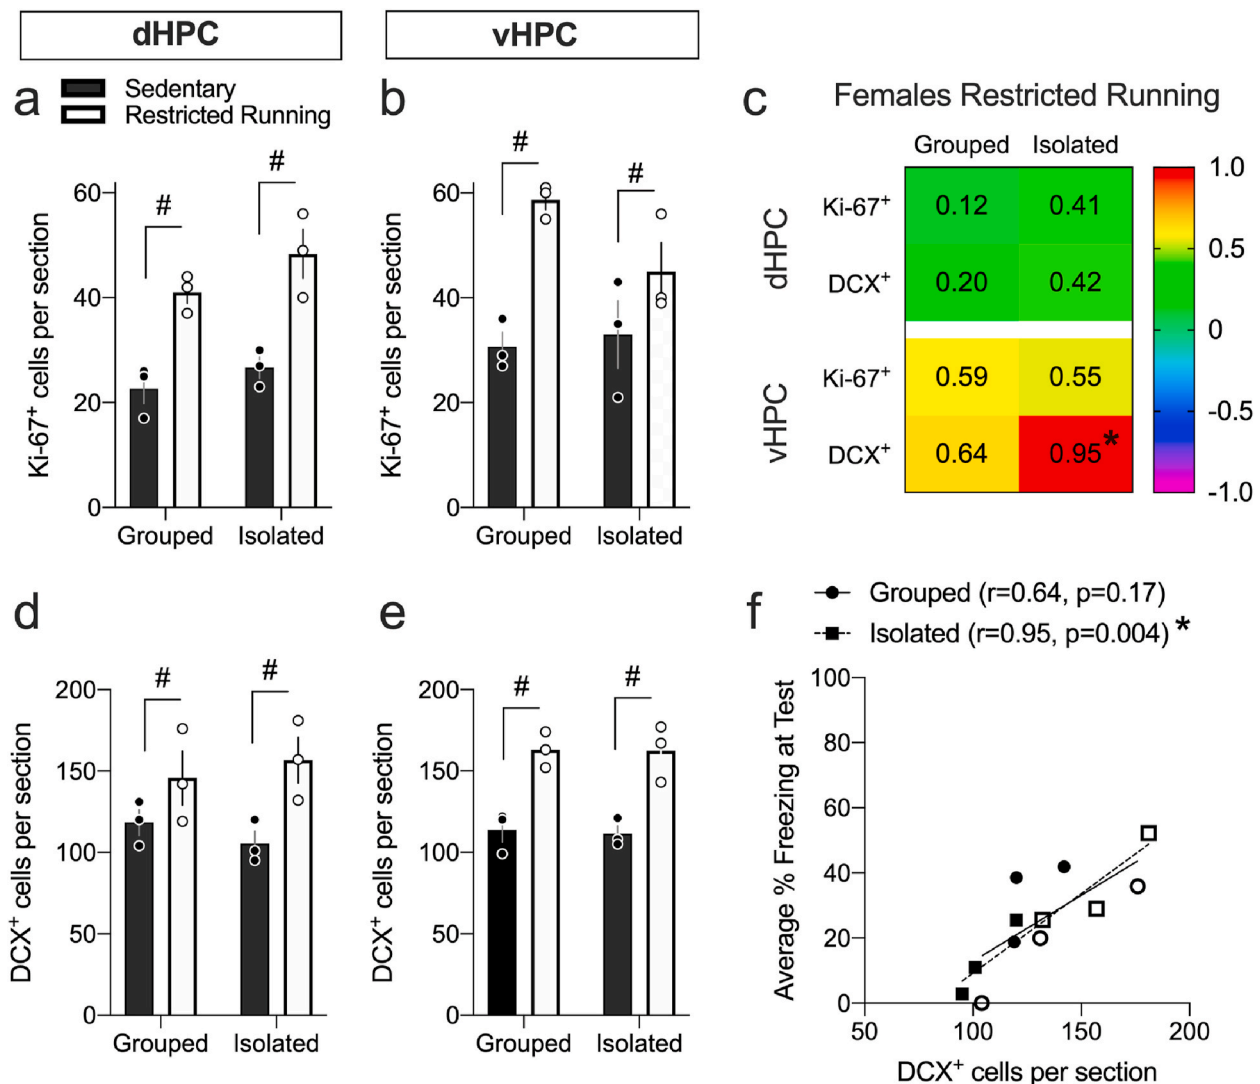 dHPC
vHPC
a
Sedentary
Restricted Running
Ki-67+ cells per section
60
40
20
0
#
#
Grouped
Isolated
b
Ki-67+ cells per section
60
40
20
0
#
#
Grouped
Isolated
c
Females Restricted Running
Grouped Isolated
dHPC
Ki-67+ 0.12 0.41
DCX+ 0.20 0.42
vHPC
Ki-67+ 0.59 0.55
DCX+ 0.64 0.95*
1.0
0.5
0
-0.5
-1.0
d
DCX+ cells per section
200
150
100
50
0
#
#
Grouped
Isolated
e
DCX+ cells per section
200
150
100
50
0
#
#
Grouped
Isolated
f
Grouped (r=0.64, p=0.17)
Isolated (r=0.95, p=0.004) *
Average % Freezing at Test
100
80
60
40
20
0
50 100 150 200
DCX+ cells per section